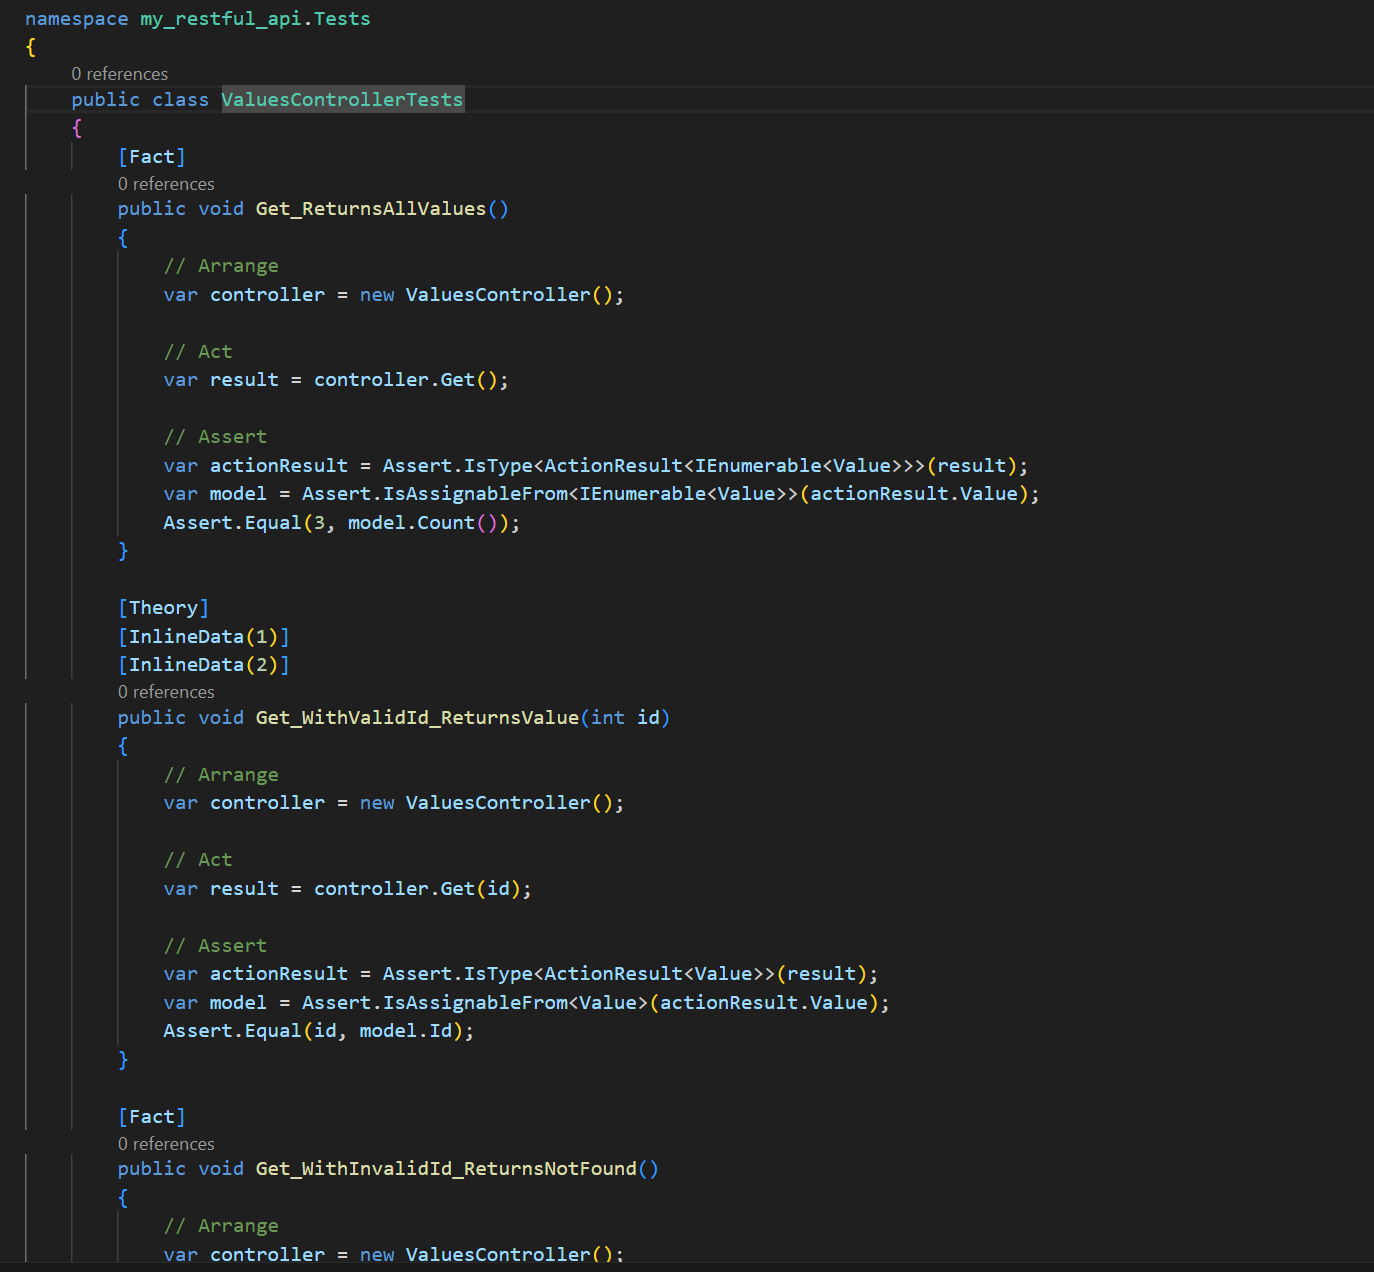 namespace my_restful_api.Tests
{
0 references
public class ValuesControllerTests
{
[Fact]
0 references
public void Get_ReturnsAllValues()
{
// Arrange
var controller = new ValuesController();
// Act
var result = controller.Get();
// Assert
var actionResult = Assert.IsType<ActionResult<IEnumerable<Value>>>(result);
var model = Assert.IsAssignableFrom<IEnumerable<Value>>(actionResult.Value);
Assert.Equal(3, model.Count());
}
[Theory]
[InlineData(1)]
[InlineData(2)]
0 references
public void Get_WithValidId_ReturnsValue(int id)
{
// Arrange
var controller = new ValuesController();
// Act
var result = controller.Get(id);
// Assert
var actionResult = Assert.IsType<ActionResult<Value>>(result);
var model = Assert.IsAssignableFrom<Value>(actionResult.Value);
Assert.Equal(id, model.Id);
}
[Fact]
0 references
public void Get_WithInvalidId_ReturnsNotFound()
{
// Arrange
var controller = new ValuesController();